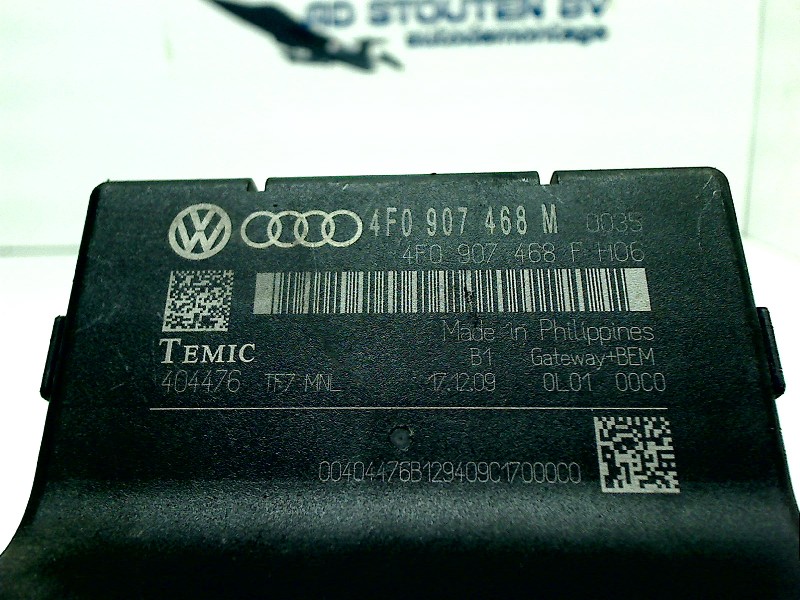 STOUTEN BV
autodemontage
VW 4F0 907 468 M 0035
4F0 907 468 F H06
Made in Philippines
TEMIC B1 Gateway+BEM
404476 TF7 MNL 17.12.09 0L01 00C0
00404476B129409C17000C0